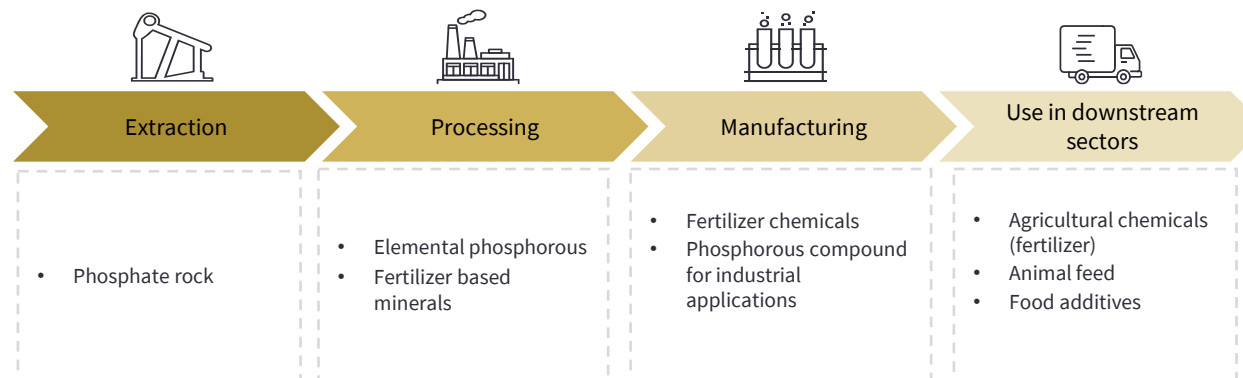 Extraction
Processing
Manufacturing
Use in downstream
sectors
• Phosphate rock
• Elemental phosphorous
• Fertilizer based
minerals
• Fertilizer chemicals
• Phosphorous compound
for industrial
applications
• Agricultural chemicals
(fertilizer)
• Animal feed
• Food additives